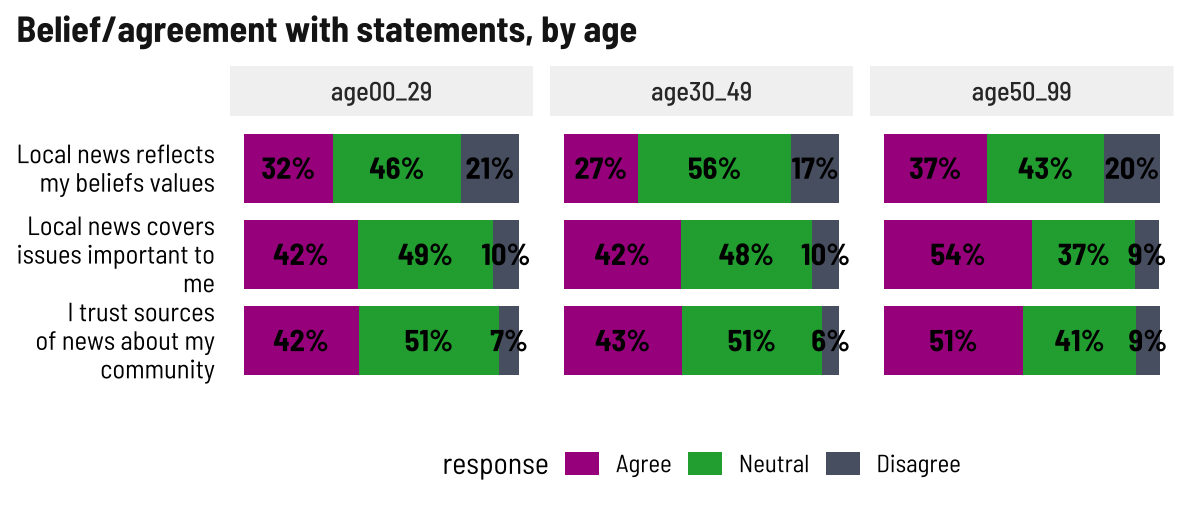 Belief/agreement with statements, by age
age00_29 age30_49 age50_99
Local news reflects
my beliefs values
32% 46% 21% 27% 56% 17% 37% 43% 20%
Local news covers
issues important to
me
42% 49% 10% 42% 48% 10% 54% 37% 9%
I trust sources
of news about my
community
42% 51% 7% 43% 51% 6% 51% 41% 9%
response Agree Neutral Disagree